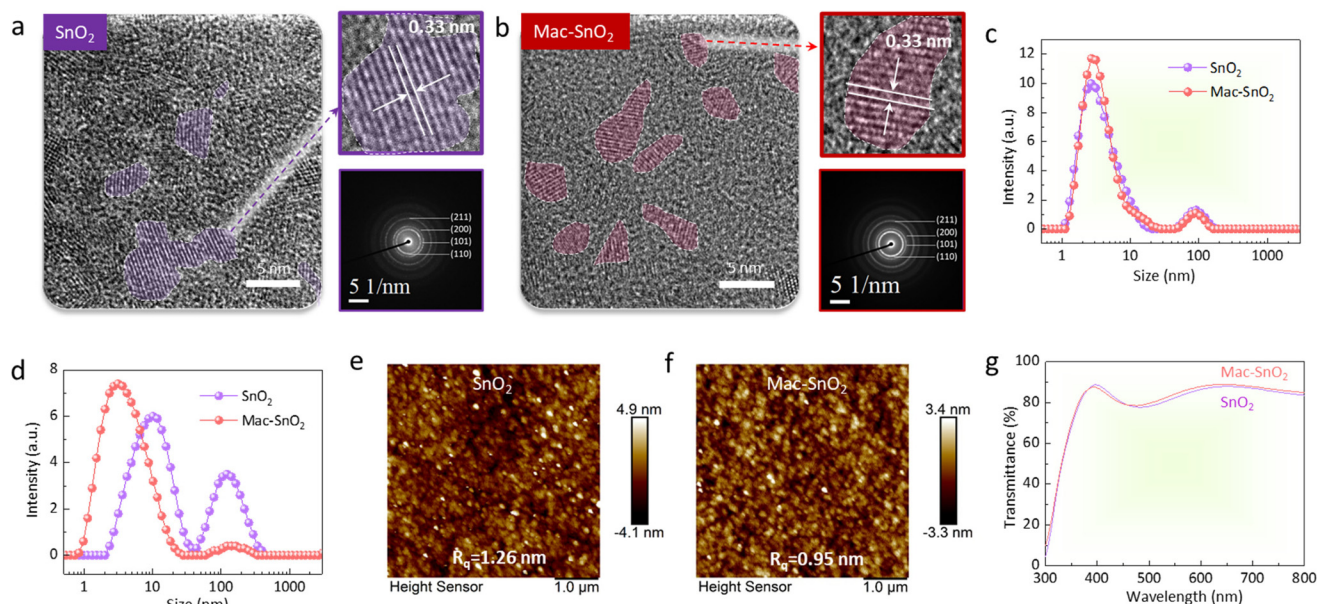 a
SnO2
0.33 nm
5 nm
(211)
(200)
(101)
(110)
5 1/nm
b
Mac-SnO2
0.33 nm
5 nm
(211)
(200)
(101)
(110)
5 1/nm
c
Intensity (a.u.)
12
10
8
6
4
2
0
SnO2
Mac-SnO2
1 10 100 1000
Size (nm)
d
Intensity (a.u.)
8
6
4
2
0
SnO2
Mac-SnO2
1 10 100 1000
Size (nm)
e
SnO2
4.9 nm
-4.1 nm
Rq=1.26 nm
Height Sensor
1.0 µm
f
Mac-SnO2
3.4 nm
-3.3 nm
Rq=0.95 nm
Height Sensor
1.0 µm
g
Transmittance (%)
100
80
60
40
20
0
Mac-SnO2
SnO2
300 400 500 600 700 800
Wavelength (nm)